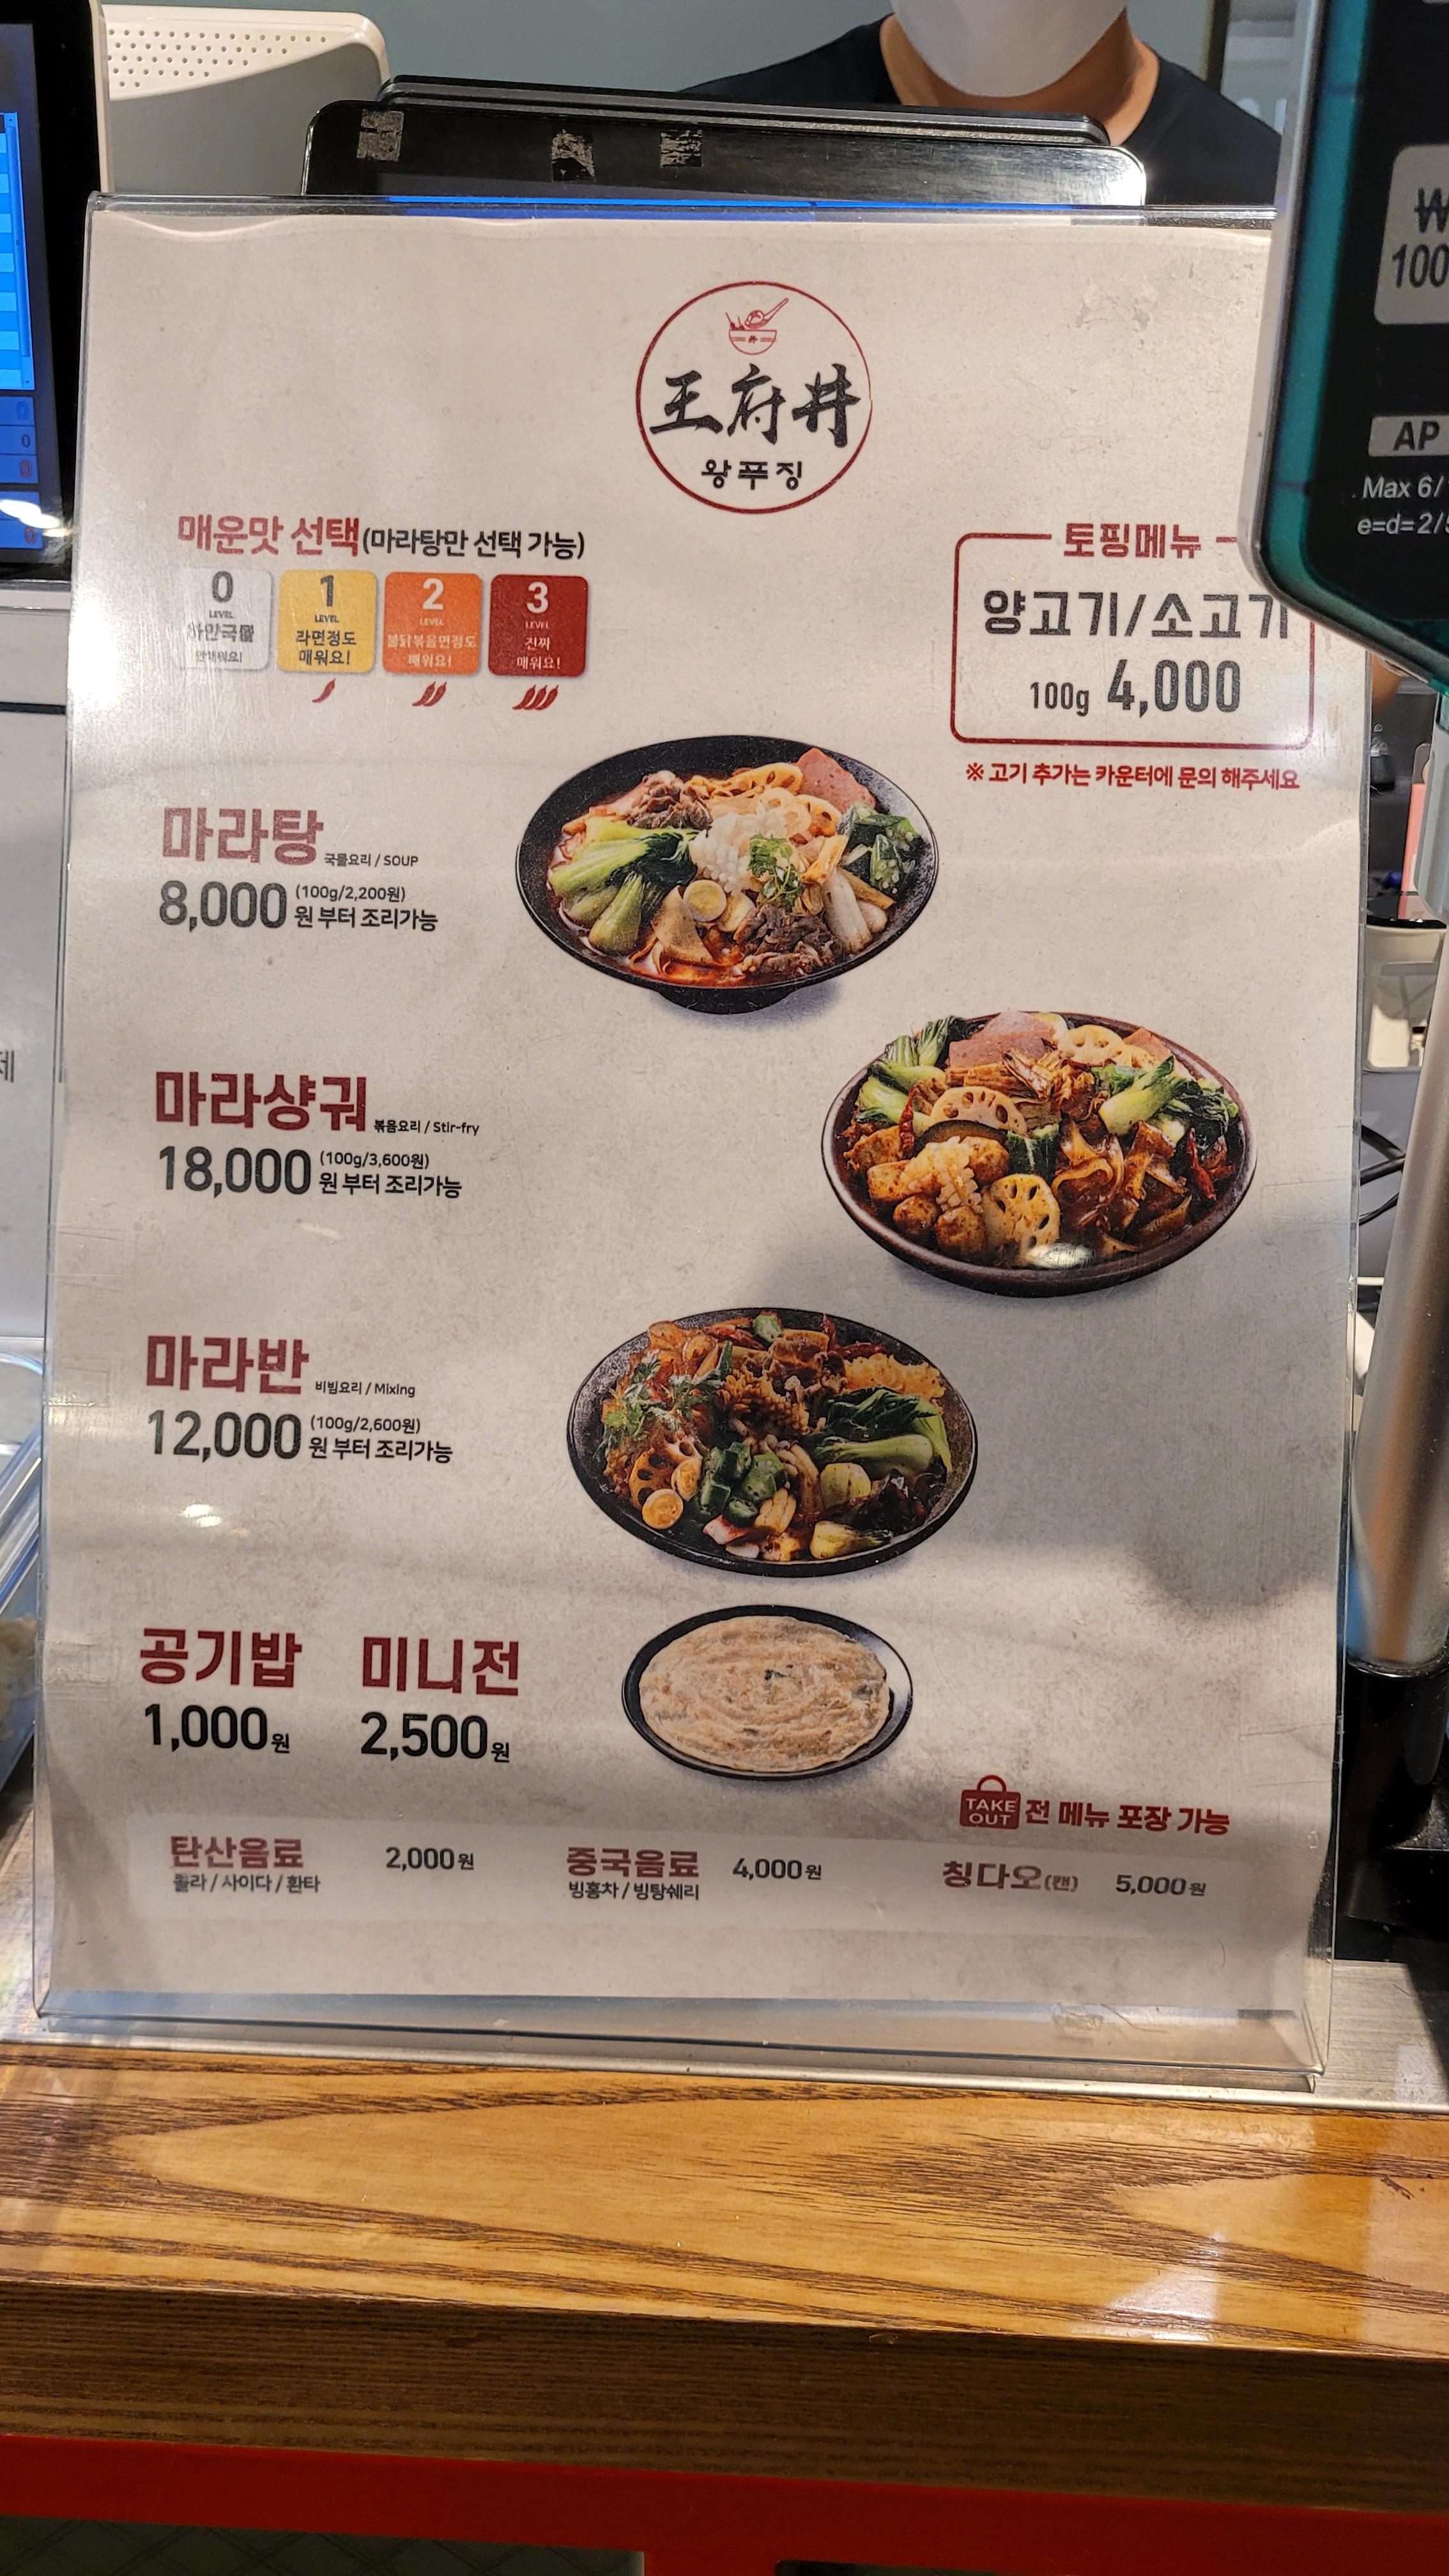 王府井
왕푸징
매운맛 선택(마라탕만 선택 가능)
0
LEVEL
하얀국물
안매워요!
1
LEVEL
라면정도
매워요!
2
LEVEL
불닭볶음면정도
매워요!
3
LEVEL
진짜
매워요!
토핑메뉴
양고기/소고기
100g 4,000
※ 고기 추가는 카운터에 문의 해주세요
마라탕 국물요리 / SOUP
8,000 (100g/2,200원)
원 부터 조리가능
마라샹궈 볶음요리 / Stir-fry
18,000 (100g/3,600원)
원 부터 조리가능
마라반 비빔요리 / Mixing
12,000 (100g/2,600원)
원 부터 조리가능
공기밥 미니전
1,000원 2,500원
TAKE OUT 전 메뉴 포장 가능
탄산음료 2,000원
콜라 / 사이다 / 환타
중국음료 4,000원
빙홍차 / 빙탕쉐리
칭다오(캔) 5,000원
₩
100
AP
Max 6/
e=d=2/
제